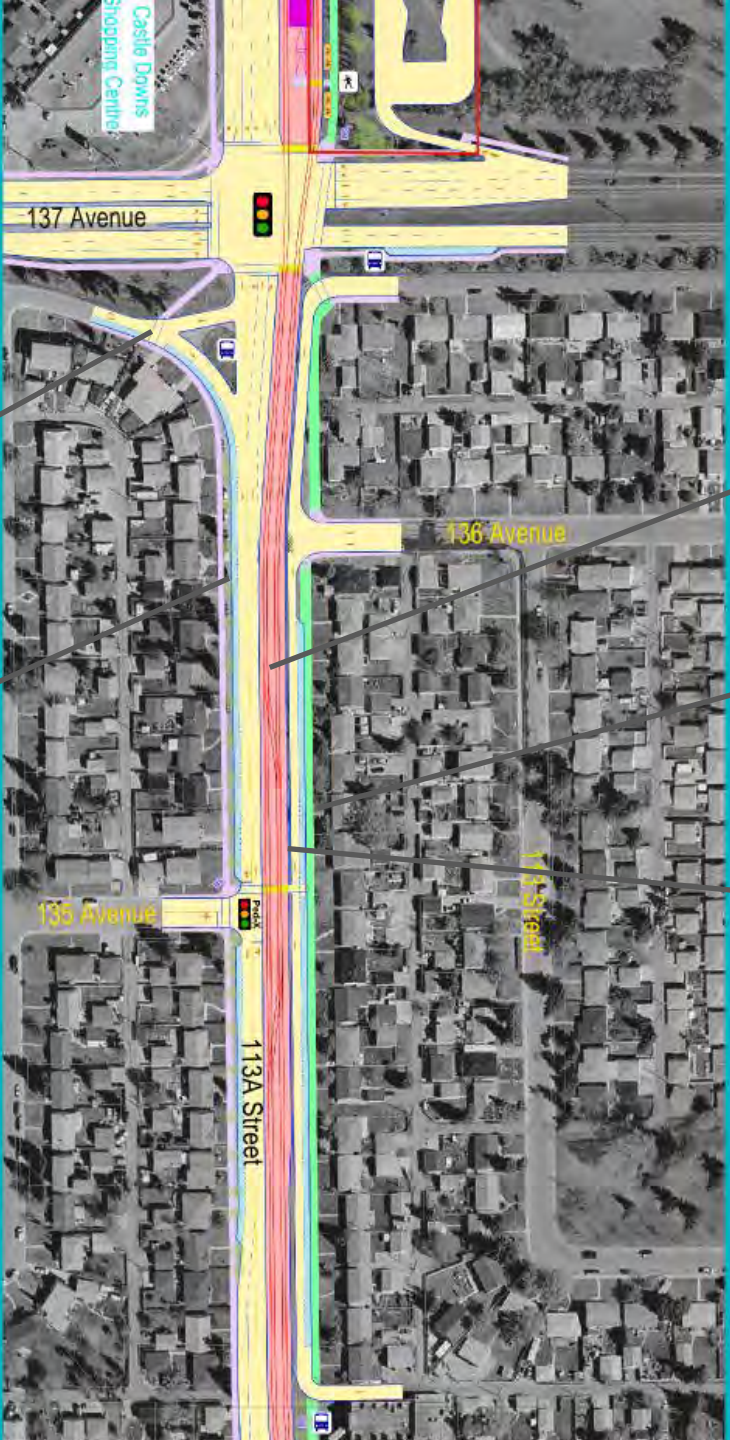 Castle Downs
Shopping Centre
137 Avenue
136 Avenue
135 Avenue
Ped-X
113 Street
113A Street